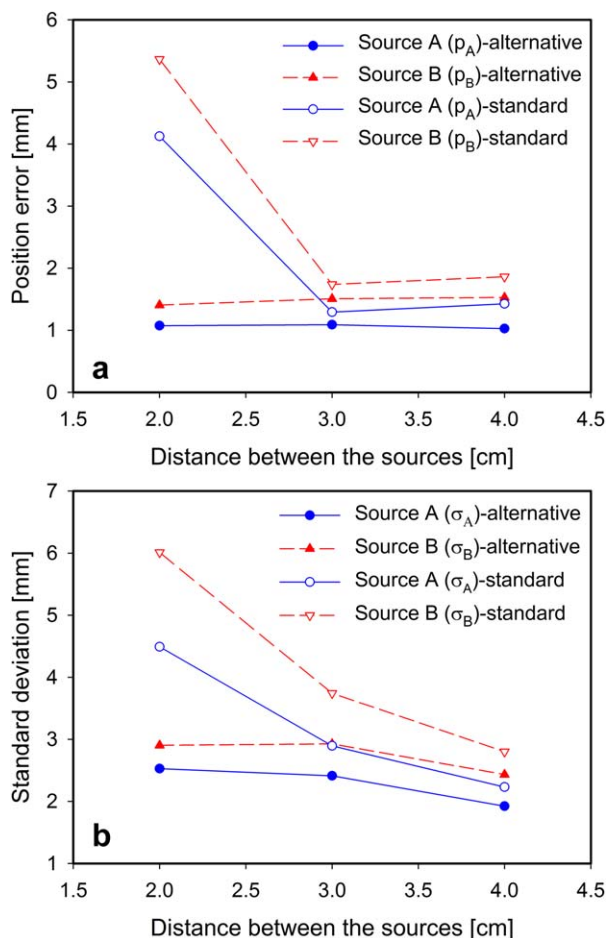 6
Source A (pA)-alternative
5
Source B (pB)-alternative
Source A (pA)-standard
4
Source B (pB)-standard
3
2
1
0
Position error [mm]
a
1.5 2.0 2.5 3.0 3.5 4.0 4.5
Distance between the sources [cm]
7
Source A (σA)-alternative
6
Source B (σB)-alternative
Source A (σA)-standard
5
Source B (σB)-standard
4
3
2
1
Standard deviation [mm]
b
1.5 2.0 2.5 3.0 3.5 4.0 4.5
Distance between the sources [cm]